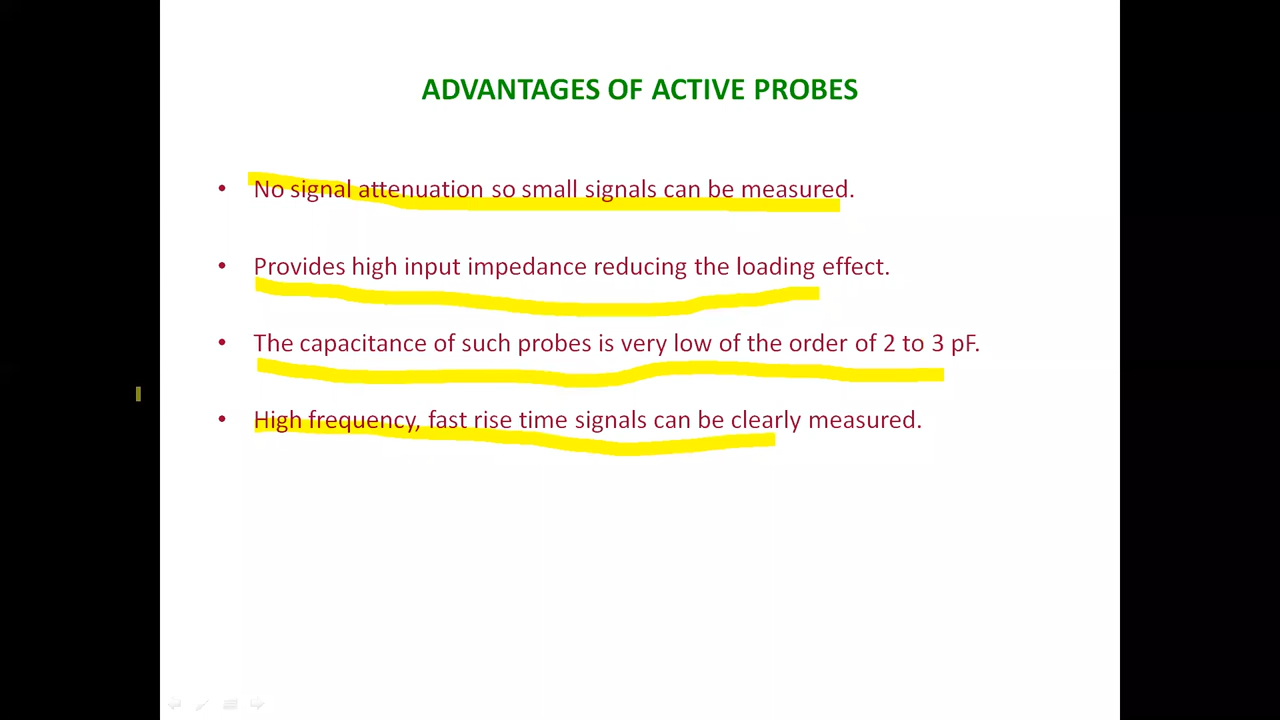 ADVANTAGES OF ACTIVE PROBES
• No signal attenuation so small signals can be measured.
• Provides high input impedance reducing the loading effect.
• The capacitance of such probes is very low of the order of 2 to 3 pF.
• High frequency, fast rise time signals can be clearly measured.